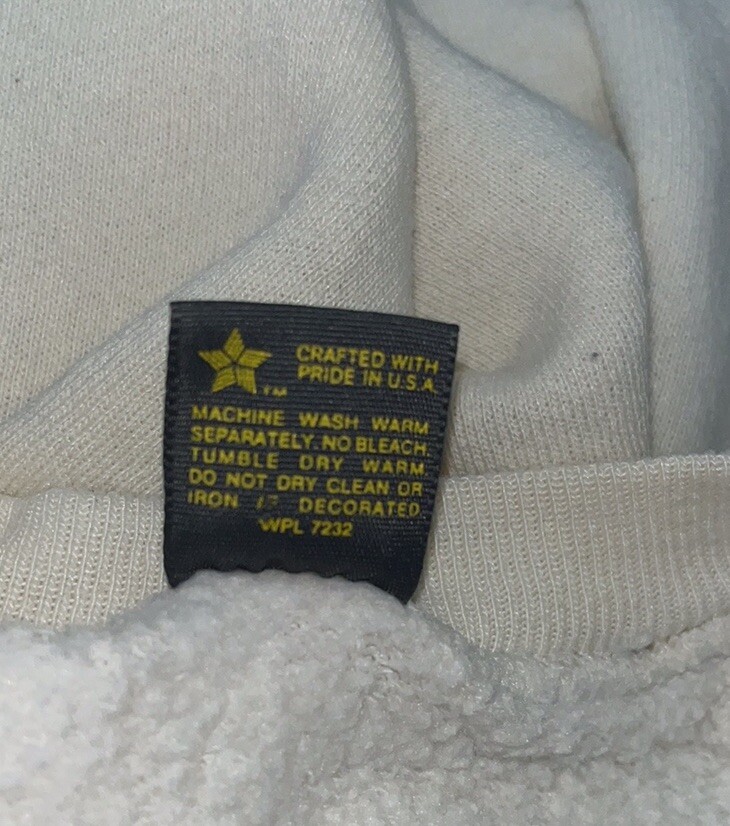 CRAFTED WITH
PRIDE IN U.S.A.
TM
MACHINE WASH WARM
SEPARATELY. NO BLEACH.
TUMBLE DRY WARM.
DO NOT DRY CLEAN OR
IRON IF DECORATED.
WPL 7232